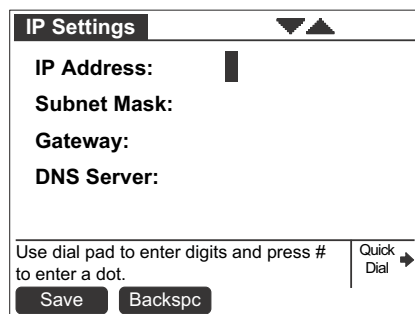 IP Settings
IP Address:
Subnet Mask:
Gateway:
DNS Server:
Use dial pad to enter digits and press #
to enter a dot.
Quick
Dial
Save Backspc